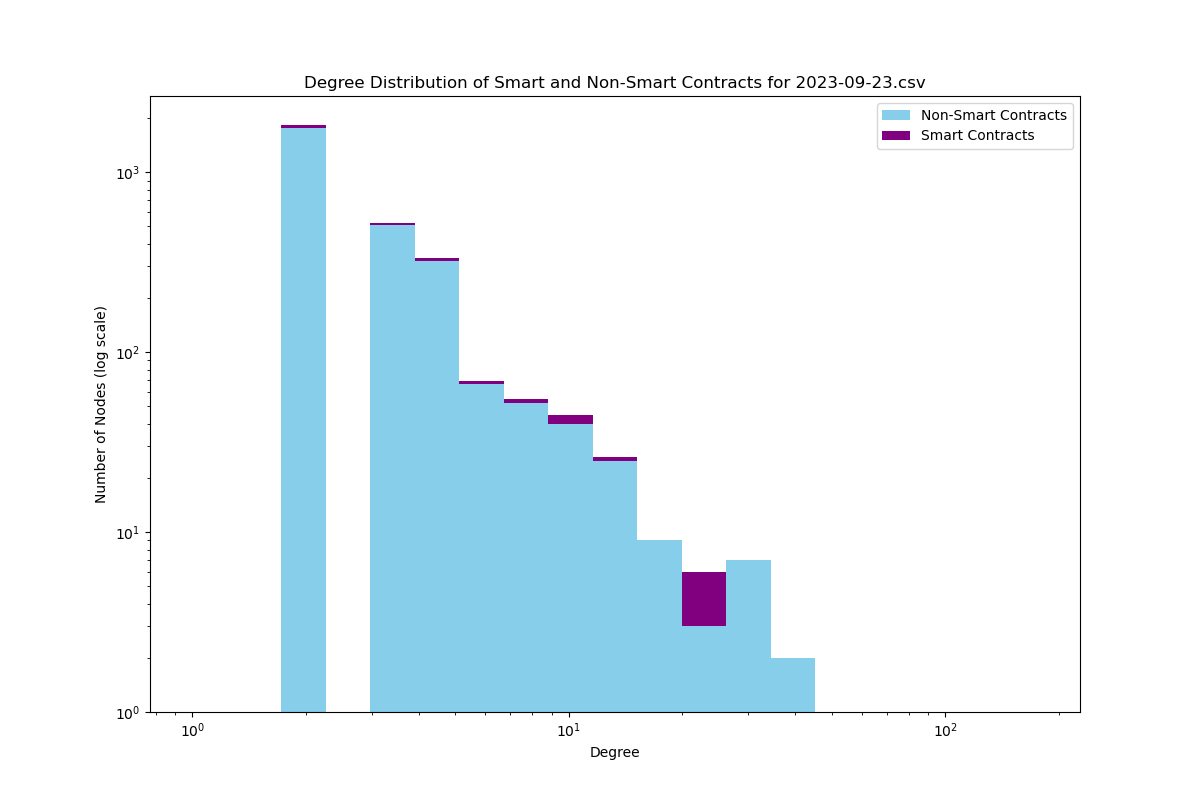 Degree Distribution of Smart and Non-Smart Contracts for 2023-09-23.csv
Non-Smart Contracts
Smart Contracts
Number of Nodes (log scale)
10³
10²
10¹
10⁰
10⁰ 10¹ 10²
Degree